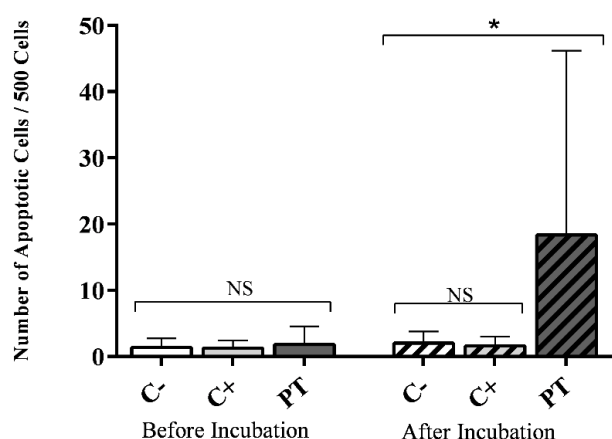 Number of Apoptotic Cells / 500 Cells
50
40
30
20
10
0
*
NS
NS
C-
C+
PT
C-
C+
PT
Before Incubation
After Incubation